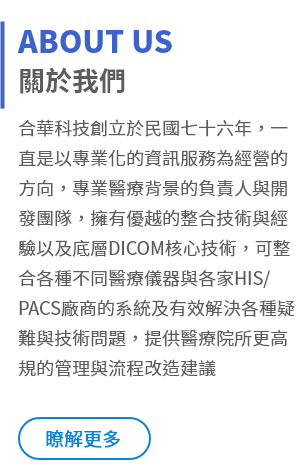 ABOUT US
關於我們
合華科技創立於民國七十六年，一
直是以專業化的資訊服務為經營的
方向，專業醫療背景的負責人與開
發團隊，擁有優越的整合技術與經
驗以及底層DICOM核心技術，可整
合各種不同醫療儀器與各家HIS/
PACS廠商的系統及有效解決各種疑
難與技術問題，提供醫療院所更高
規的管理與流程改造建議
瞭解更多